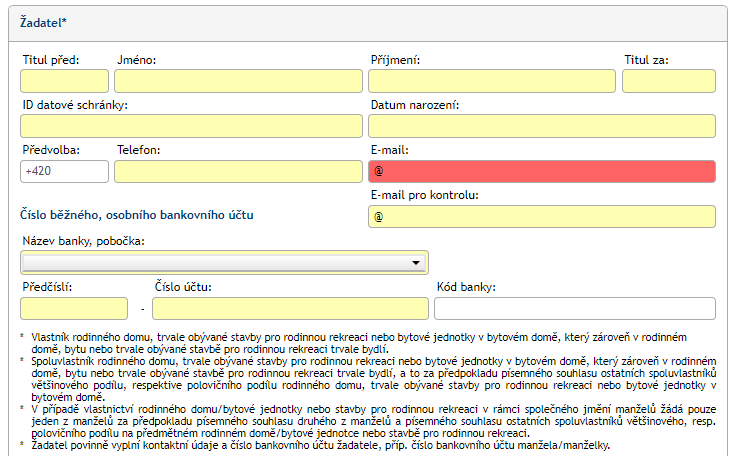 Žadatel*
Titul před: Jméno: Příjmení: Titul za:
ID datové schránky: Datum narození:
Předvolba: Telefon: E-mail:
+420 @
E-mail pro kontrolu:
Číslo běžného, osobního bankovního účtu @
Název banky, pobočka:
Předčíslí: Číslo účtu: Kód banky:
-
* Vlastník rodinného domu, trvale obývané stavby pro rodinnou rekreaci nebo bytové jednotky v bytovém domě, který zároveň v rodinném
domě, bytu nebo trvale obývané stavbě pro rodinnou rekreaci trvale bydlí.
* Spoluvlastník rodinného domu, trvale obývané stavby pro rodinnou rekreaci nebo bytové jednotky v bytovém domě, který zároveň v rodinném
domě, bytu nebo trvale obývané stavbě pro rodinnou rekreaci trvale bydlí, a to za předpokladu písemného souhlasu ostatních spoluvlastníků
většinového podílu, respektive polovičního podílu rodinného domu, trvale obývané stavby pro rodinnou rekreaci nebo bytové jednotky v
bytovém domě.
* V případě vlastnictví rodinného domu/bytové jednotky nebo stavby pro rodinnou rekreaci v rámci společného jmění manželů žádá pouze
jeden z manželů za předpokladu písemného souhlasu druhého z manželů a písemného souhlasu ostatních spoluvlastníků většinového, resp.
polovičního podílu na předmětném rodinném domě/bytové jednotce nebo stavbě pro rodinnou rekreaci.
* Žadatel povinně vyplní kontaktní údaje a číslo bankovního účtu žadatele, příp. číslo bankovního účtu manžela/manželky.